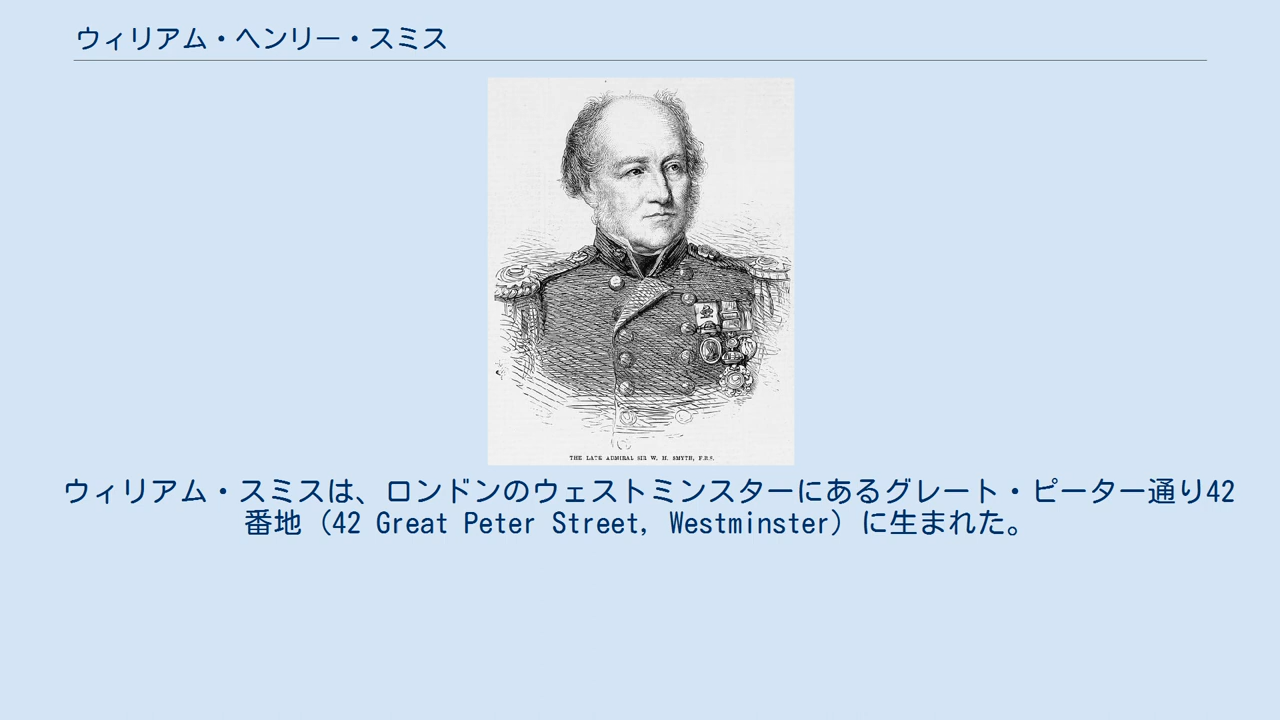 ウィリアム・ヘンリー・スミス
THE LATE ADMIRAL SIR W. H. SMYTH, F.R.S.
ウィリアム・スミスは、ロンドンのウェストミンスターにあるグレート・ピーター通り42
番地（42 Great Peter Street, Westminster）に生まれた。